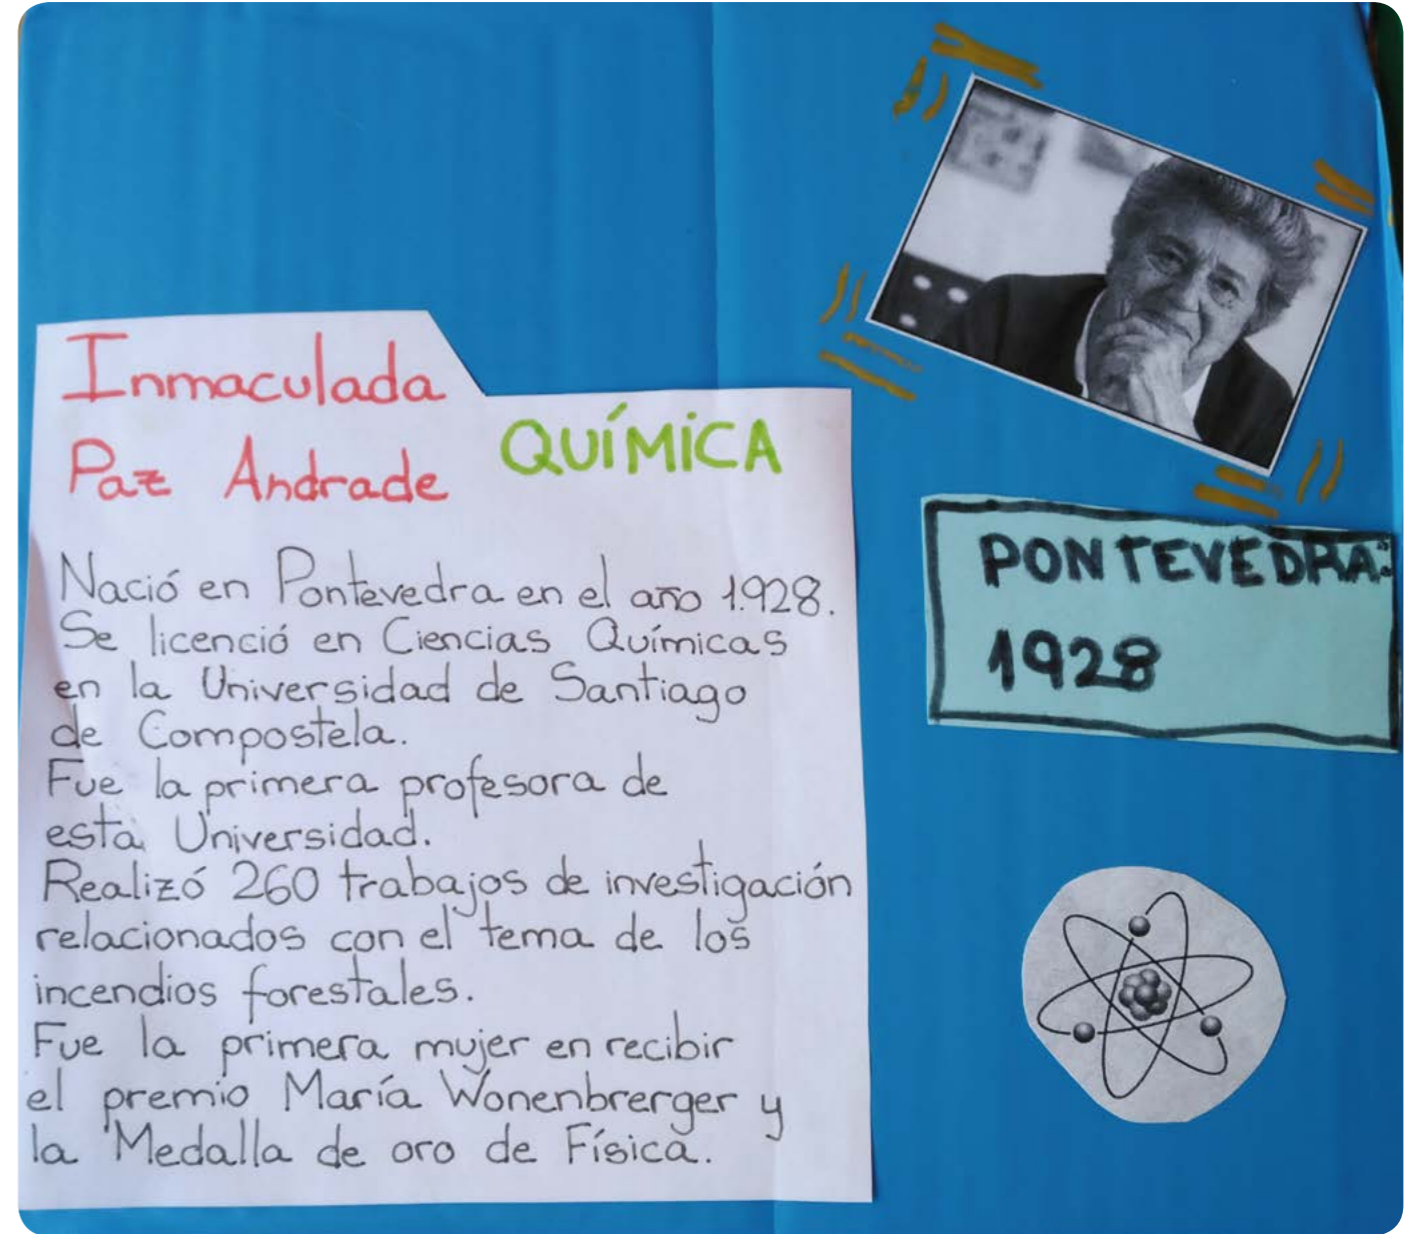 Inmaculada
Paz Andrade
QUÍMICA
Nació en Pontevedra en el año 1.928.
Se licenció en Ciencias Químicas
en la Universidad de Santiago
de Compostela.
Fue la primera profesora de
esta Universidad.
Realizó 260 trabajos de investigación
relacionados con el tema de los
incendios forestales.
Fue la primera mujer en recibir
el premio María Wonenbrerger y
la Medalla de oro de Física.
PONTEVEDRA:
1928